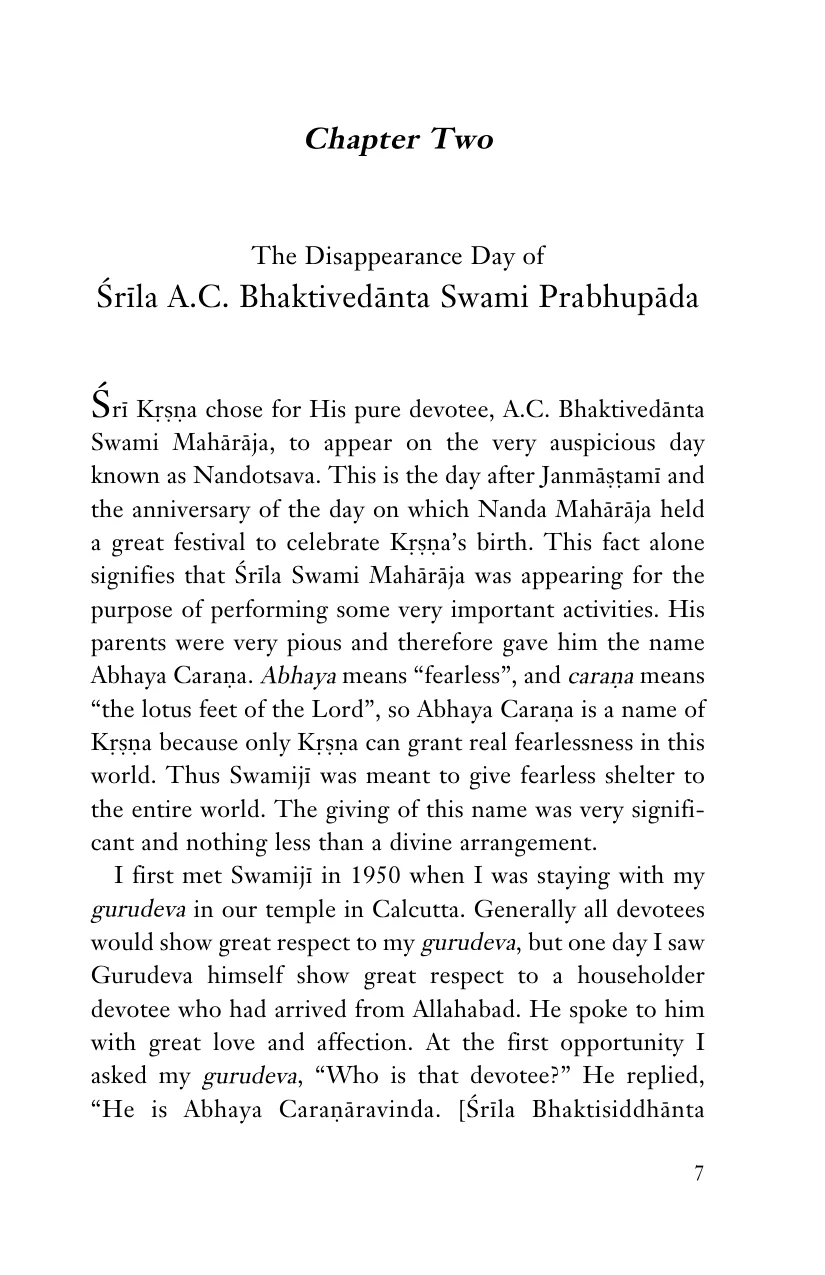 Chapter Two
The Disappearance Day of
Śrīla A.C. Bhaktivedānta Swami Prabhupāda
Śrī Kṛṣṇa chose for His pure devotee, A.C. Bhaktivedānta
Swami Mahārāja, to appear on the very auspicious day
known as Nandotsava. This is the day after Janmāṣṭamī and
the anniversary of the day on which Nanda Mahārāja held
a great festival to celebrate Kṛṣṇa’s birth. This fact alone
signifies that Śrīla Swami Mahārāja was appearing for the
purpose of performing some very important activities. His
parents were very pious and therefore gave him the name
Abhaya Caraṇa. Abhaya means “fearless”, and caraṇa means
“the lotus feet of the Lord”, so Abhaya Caraṇa is a name of
Kṛṣṇa because only Kṛṣṇa can grant real fearlessness in this
world. Thus Swamijī was meant to give fearless shelter to
the entire world. The giving of this name was very signifi-
cant and nothing less than a divine arrangement.
I first met Swamijī in 1950 when I was staying with my
gurudeva in our temple in Calcutta. Generally all devotees
would show great respect to my gurudeva, but one day I saw
Gurudeva himself show great respect to a householder
devotee who had arrived from Allahabad. He spoke to him
with great love and affection. At the first opportunity I
asked my gurudeva, “Who is that devotee?” He replied,
“He is Abhaya Caraṇāravinda. [Śrīla Bhaktisiddhānta
7